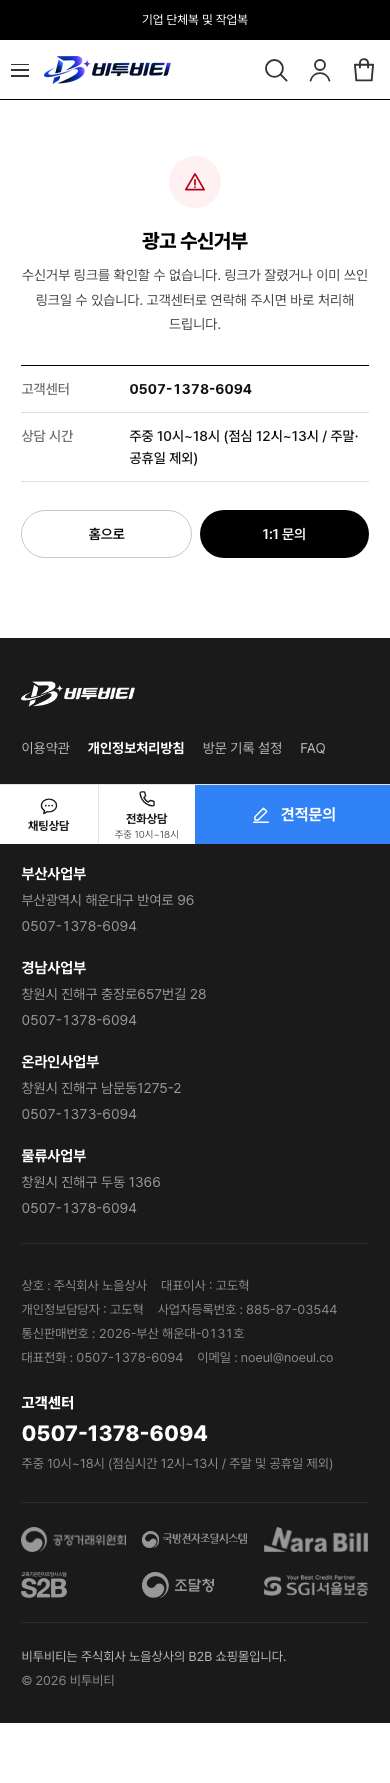 기업 단체복 및 작업복
비투비티
광고 수신거부
수신거부 링크를 확인할 수 없습니다. 링크가 잘렸거나 이미 쓰인
링크일 수 있습니다. 고객센터로 연락해 주시면 바로 처리해
드립니다.
고객센터 0507-1378-6094
상담 시간 주중 10시~18시 (점심 12시~13시 / 주말·
공휴일 제외)
홈으로 1:1 문의
비투비티
이용약관 개인정보처리방침 방문 기록 설정 FAQ
채팅상담 전화상담 견적문의
주중 10시~18시
부산사업부
부산광역시 해운대구 반여로 96
0507-1378-6094
경남사업부
창원시 진해구 충장로657번길 28
0507-1378-6094
온라인사업부
창원시 진해구 남문동1275-2
0507-1373-6094
물류사업부
창원시 진해구 두동 1366
0507-1378-6094
상호 : 주식회사 노을상사 대표이사 : 고도혁
개인정보담당자 : 고도혁 사업자등록번호 : 885-87-03544
통신판매번호 : 2026-부산 해운대-0131호
대표전화 : 0507-1378-6094 이메일 : noeul@noeul.co
고객센터
0507-1378-6094
주중 10시~18시 (점심시간 12시~13시 / 주말 및 공휴일 제외)
공정거래위원회 국방전자조달시스템 Nara Bill
S2B 조달청 Your Best Credit Partner
SGI서울보증
비투비티는 주식회사 노을상사의 B2B 쇼핑몰입니다.
© 2026 비투비티